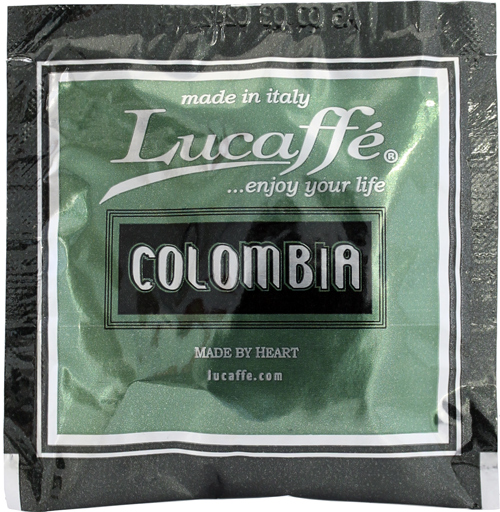 made in italy
Lucaffé®
...enjoy your life
COLOMBIA
MADE BY HEART
lucaffe.com